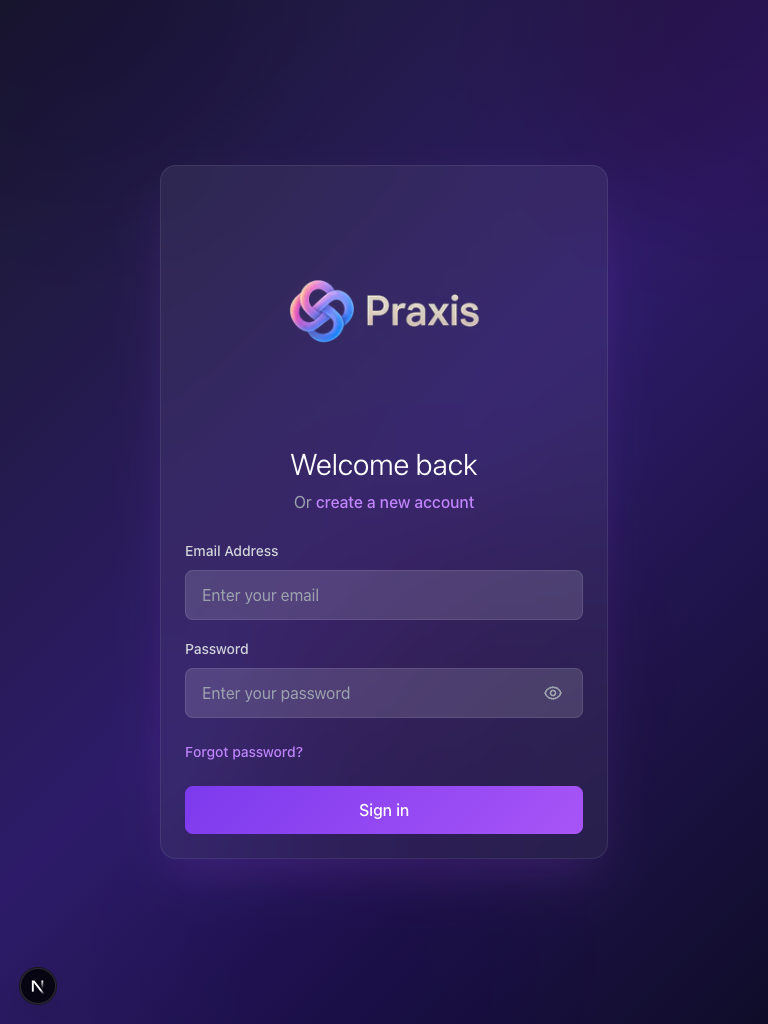 Praxis
Welcome back
Or create a new account
Email Address
Enter your email
Password
Enter your password
Forgot password?
Sign in
N